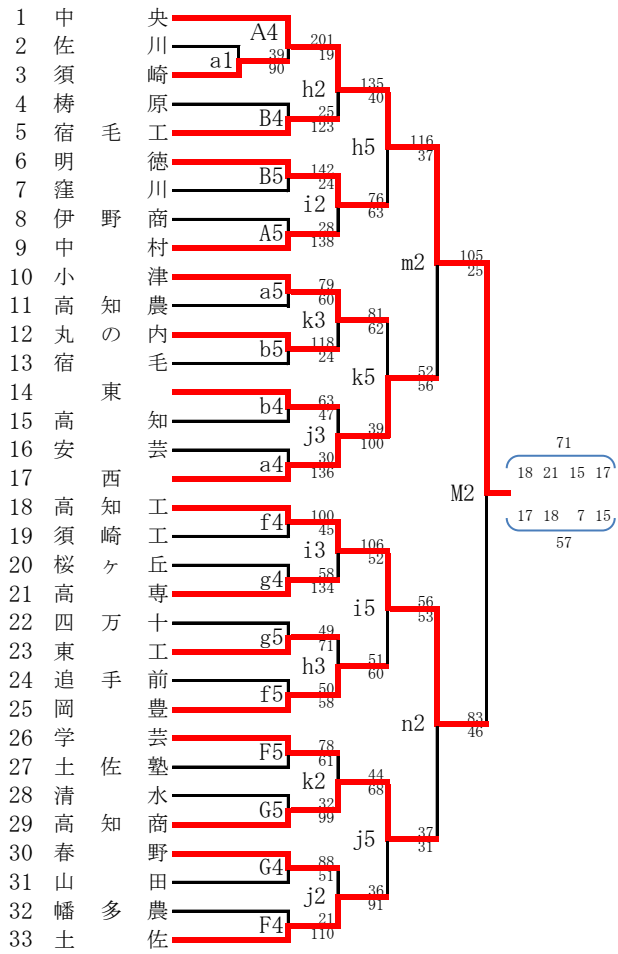 1 中 央
A4
201
2 佐 川
39
19
a1
90
3 須 崎
h2
135
40
4 梼 原
25
B4
123
5 宿 毛 工
h5
116
37
6 明 徳
142
B5
24
7 窪 川
i2
76
63
8 伊 野 商
28
A5
138
9 中 村
m2
105
25
10 小 津
79
a5
60
11 高 知 農
k3
81
62
12 丸 の 内
118
b5
24
13 宿 毛
k5
52
56
14 東
63
b4
47
15 高 知
j3
39
100
16 安 芸
30
a4
136
17 西
71
18 21 15 17
M2
17 18 7 15
57
18 高 知 工
100
f4
45
19 須 崎 工
i3
106
52
20 桜 ヶ 丘
58
g4
134
21 高 専
i5
56
53
22 四 万 十
49
g5
71
23 東 工
h3
51
60
24 追 手 前
50
f5
58
25 岡 豊
n2
83
46
26 学 芸
78
F5
61
27 土 佐 塾
k2
44
68
28 清 水
32
G5
99
29 高 知 商
j5
37
31
30 春 野
88
G4
51
31 山 田
j2
36
91
32 幡 多 農
21
F4
110
33 土 佐